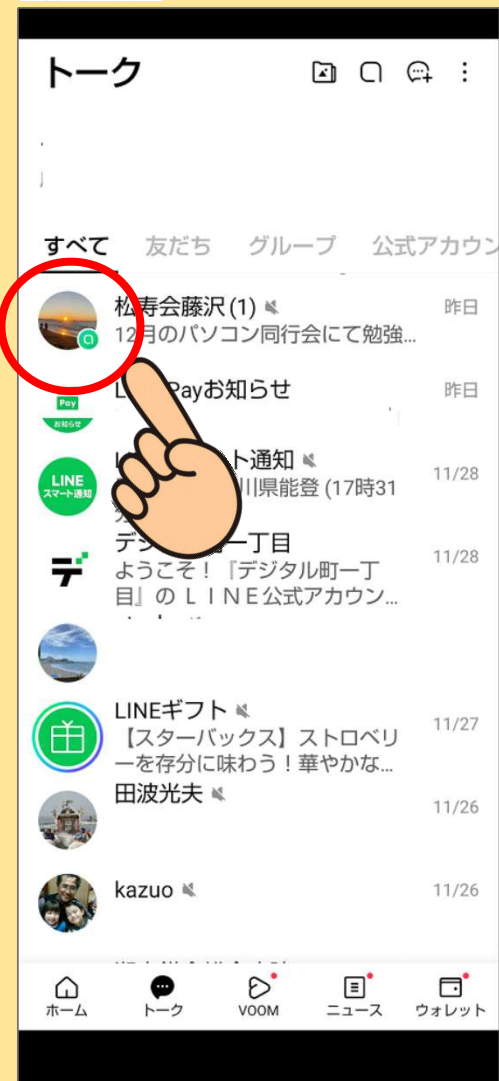 トーク
すべて 友だち グループ 公式アカウン
松寿会藤沢(1) 昨日
12月のパソコン同行会にて勉強...
Payお知らせ 昨日
Pay
お知らせ
ト通知
LINE
スマート通知
川県能登 (17時31 11/28
デジ 一丁目
ようこそ！『デジタル町一丁 11/28
目』のＬＩＮＥ公式アカウン...
LINEギフト
【スターバックス】ストロベリ 11/27
ーを存分に味わう！華やかな...
田波光夫
11/26
kazuo 11/26
ホーム トーク VOOM ニュース ウォレット